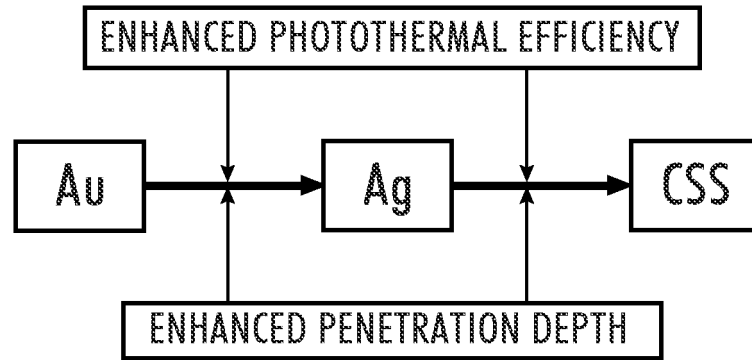 ENHANCED PHOTOTHERMAL EFFICIENCY
Au
Ag
CSS
ENHANCED PENETRATION DEPTH